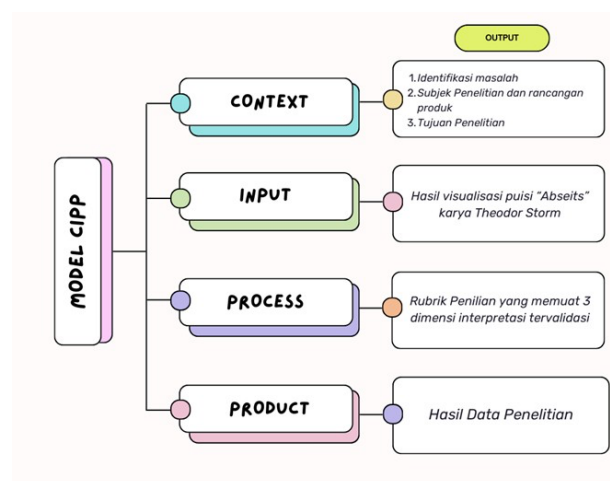 OUTPUT
MODEL CIPP
CONTEXT
1. Identifikasi masalah
2. Subjek Penelitian dan rancangan
produk
3. Tujuan Penelitian
INPUT
Hasil visualisasi puisi “Abseits”
karya Theodor Storm
PROCESS
Rubrik Penilian yang memuat 3
dimensi interpretasi tervalidasi
PRODUCT
Hasil Data Penelitian